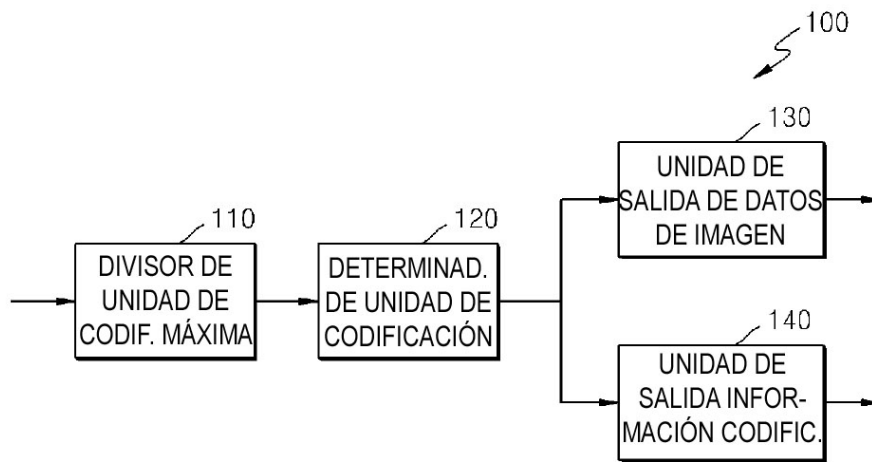 100
110
DIVISOR DE
UNIDAD DE
CODIF. MÁXIMA
120
DETERMINAD.
DE UNIDAD DE
CODIFICACIÓN
130
UNIDAD DE
SALIDA DE DATOS
DE IMAGEN
140
UNIDAD DE
SALIDA INFOR-
MACIÓN CODIFIC.